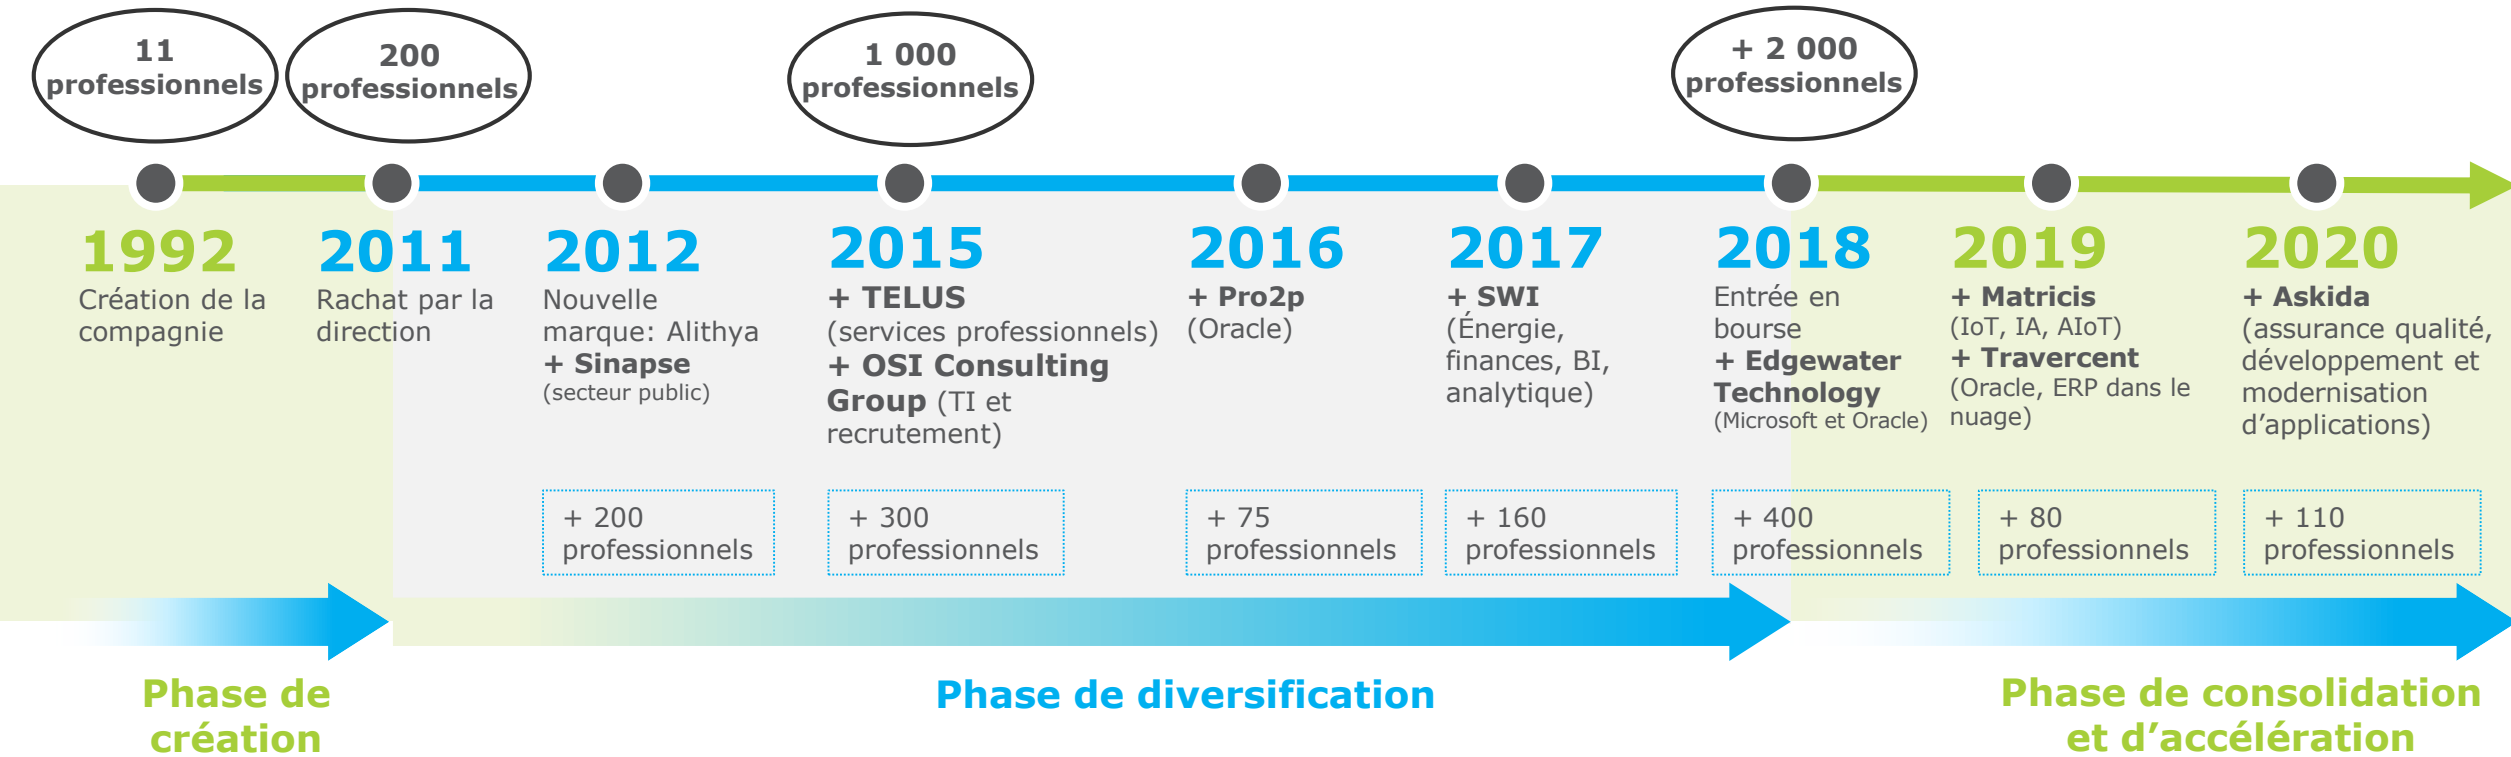 11
professionnels
200
professionnels
1 000
professionnels
+ 2 000
professionnels
1992
Création de la
compagnie
2011
Rachat par la
direction
2012
Nouvelle
marque: Alithya
+ Sinapse
(secteur public)
+ 200
professionnels
2015
+ TELUS
(services professionnels)
+ OSI Consulting
Group (TI et
recrutement)
+ 300
professionnels
2016
+ Pro2p
(Oracle)
+ 75
professionnels
2017
+ SWI
(Énergie,
finances, BI,
analytique)
+ 160
professionnels
2018
Entrée en
bourse
+ Edgewater
Technology
(Microsoft et Oracle)
+ 400
professionnels
2019
+ Matricis
(IoT, IA, AIoT)
+ Travercent
(Oracle, ERP dans le
nuage)
+ 80
professionnels
2020
+ Askida
(assurance qualité,
développement et
modernisation
d’applications)
+ 110
professionnels
Phase de
création
Phase de diversification
Phase de consolidation
et d’accélération